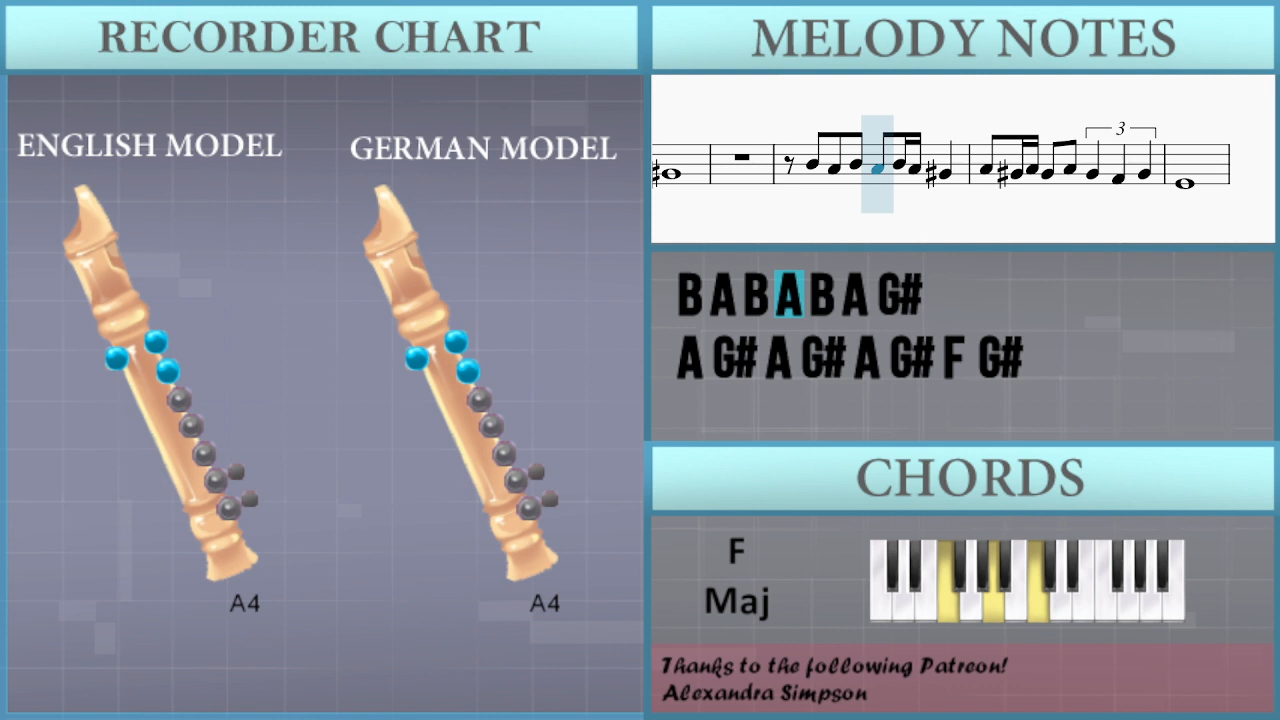 RECORDER CHART
ENGLISH MODEL
GERMAN MODEL
A4
A4
MELODY NOTES
3
B A B A B A G#
A G# A G# A G# F G#
CHORDS
F
Maj
Thanks to the following Patreon!
Alexandra Simpson